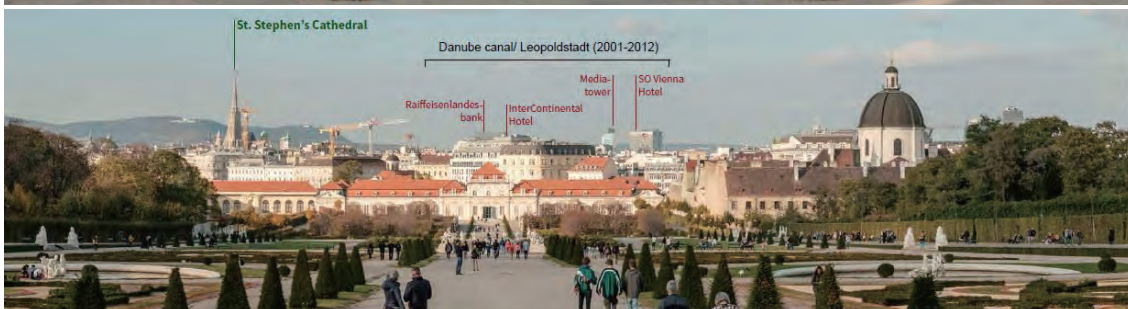 St. Stephen's Cathedral
Danube canal/ Leopoldstadt (2001-2012)
Media-
tower
SO Vienna
Hotel
Raiffeisenlandes-
bank
InterContinental
Hotel